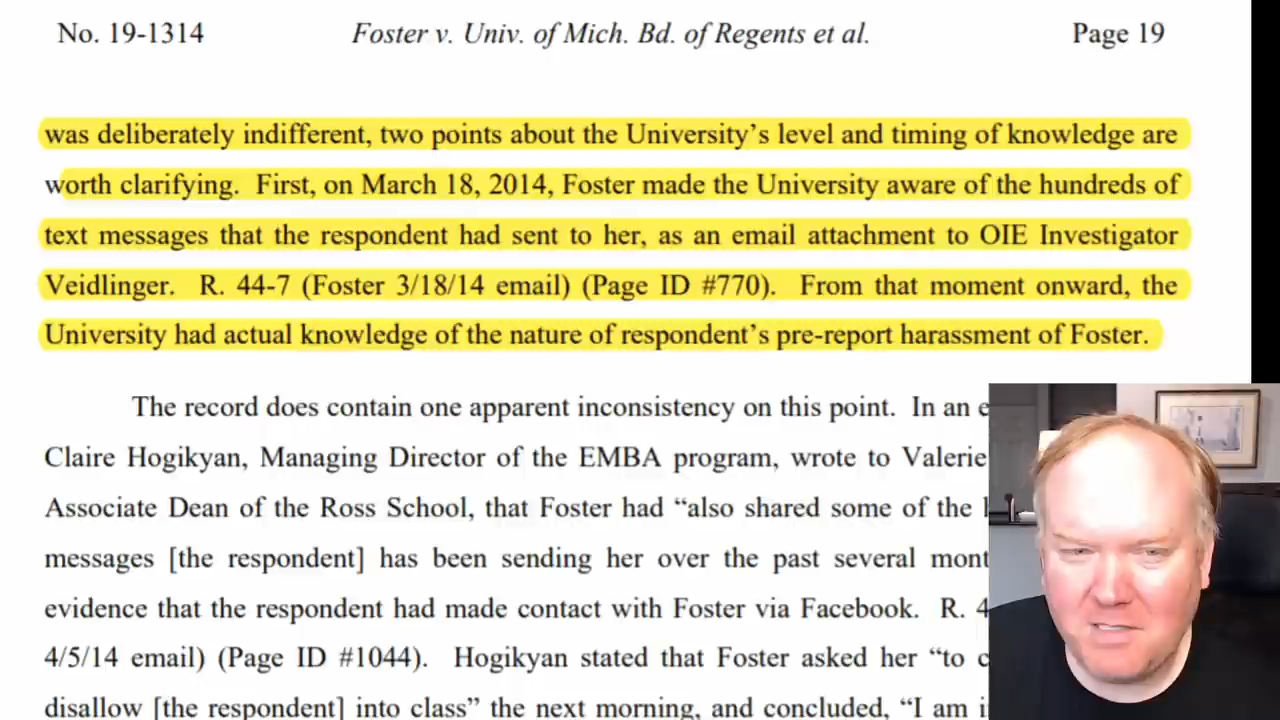 No. 19-1314 Foster v. Univ. of Mich. Bd. of Regents et al. Page 19
was deliberately indifferent, two points about the University's level and timing of knowledge are
worth clarifying. First, on March 18, 2014, Foster made the University aware of the hundreds of
text messages that the respondent had sent to her, as an email attachment to OIE Investigator
Veidlinger. R. 44-7 (Foster 3/18/14 email) (Page ID #770). From that moment onward, the
University had actual knowledge of the nature of respondent's pre-report harassment of Foster.
The record does contain one apparent inconsistency on this point. In an
Claire Hogikyan, Managing Director of the EMBA program, wrote to Valerie
Associate Dean of the Ross School, that Foster had "also shared some of the
messages [the respondent] has been sending her over the past several
evidence that the respondent had made contact with Foster via Facebook. R.
4/5/14 email) (Page ID #1044). Hogikyan stated that Foster asked her "to
disallow [the respondent] into class" the next morning, and concluded, "I am